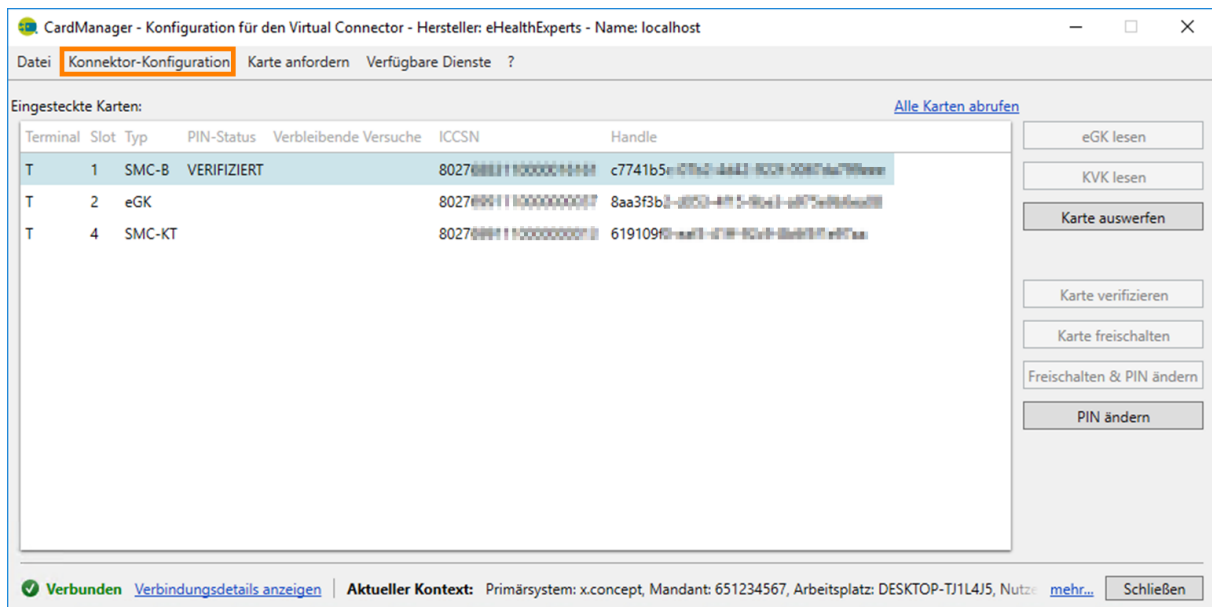 CardManager - Konfiguration für den Virtual Connector - Hersteller: eHealthExperts - Name: localhost
Datei Konnektor-Konfiguration Karte anfordern Verfügbare Dienste ?
Eingesteckte Karten: Alle Karten abrufen
Terminal Slot Typ PIN-Status Verbleibende Versuche ICCSN Handle
T 1 SMC-B VERIFIZIERT 8027 c7741b5
T 2 eGK 8027 8aa3f3b
T 4 SMC-KT 8027 619109f
eGK lesen
KVK lesen
Karte auswerfen
Karte verifizieren
Karte freischalten
Freischalten & PIN ändern
PIN ändern
Verbunden Verbindungsdetails anzeigen Aktueller Kontext: Primärsystem: x.concept, Mandant: 651234567, Arbeitsplatz: DESKTOP-TJ1L4J5, Nutze mehr... Schließen